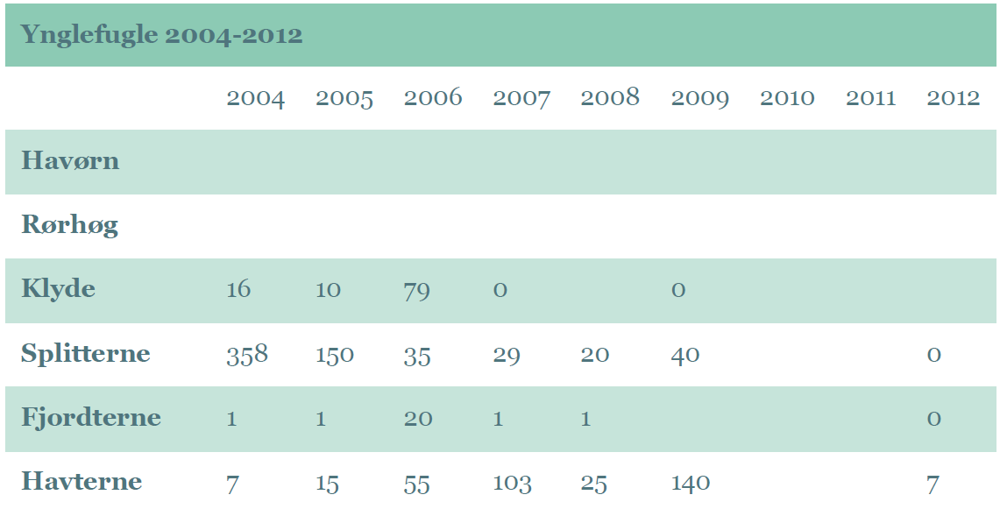 Ynglefugle 2004-2012
2004 2005 2006 2007 2008 2009 2010 2011 2012
Havørn
Rørhøg
Klyde 16 10 79 0 0
Splitterne 358 150 35 29 20 40 0
Fjordterne 1 1 20 1 1 0
Havterne 7 15 55 103 25 140 7